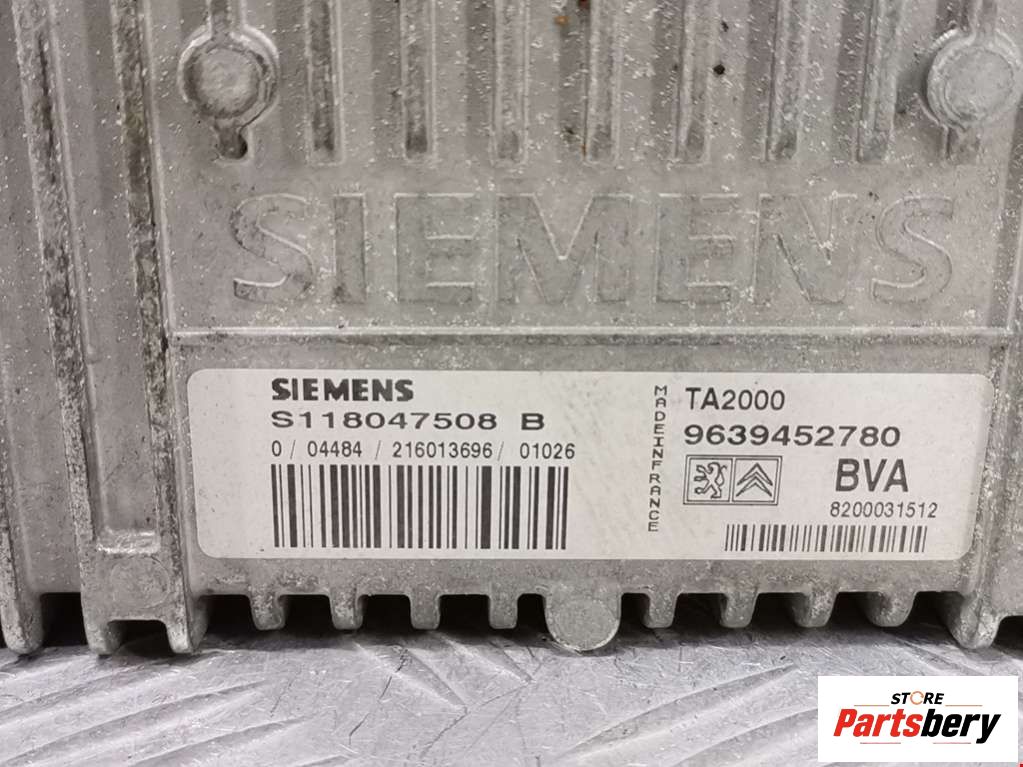 SIEMENS
SIEMENS
S118047508 B
0/ 04484 / 216013696/ 01026
MADEINFRANCE
TA2000
9639452780
BVA
8200031512
STORE
Partsbery